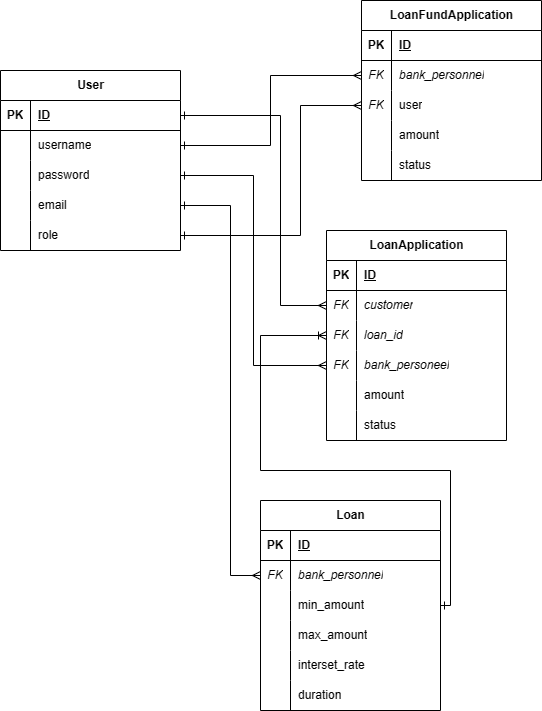 LoanFundApplication
PK ID
FK bank_personnel
FK user
amount
status
User
PK ID
username
password
email
role
LoanApplication
PK ID
FK customer
FK loan_id
FK bank_personeel
amount
status
Loan
PK ID
FK bank_personnel
min_amount
max_amount
interset_rate
duration